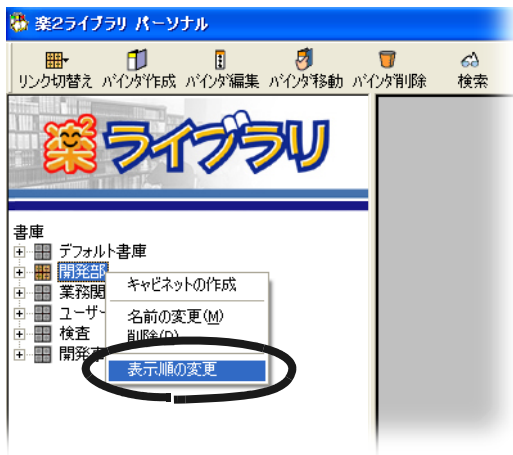 楽2ライブラリ パーソナル
リンク切替え バインダ作成 バインダ編集 バインダ移動 バインダ削除 検索
楽2ライブラリ
書庫
デフォルト書庫
開発部
業務関
ユーザー
検査
開発
キャビネットの作成
名前の変更(M)
削除(D)
表示順の変更